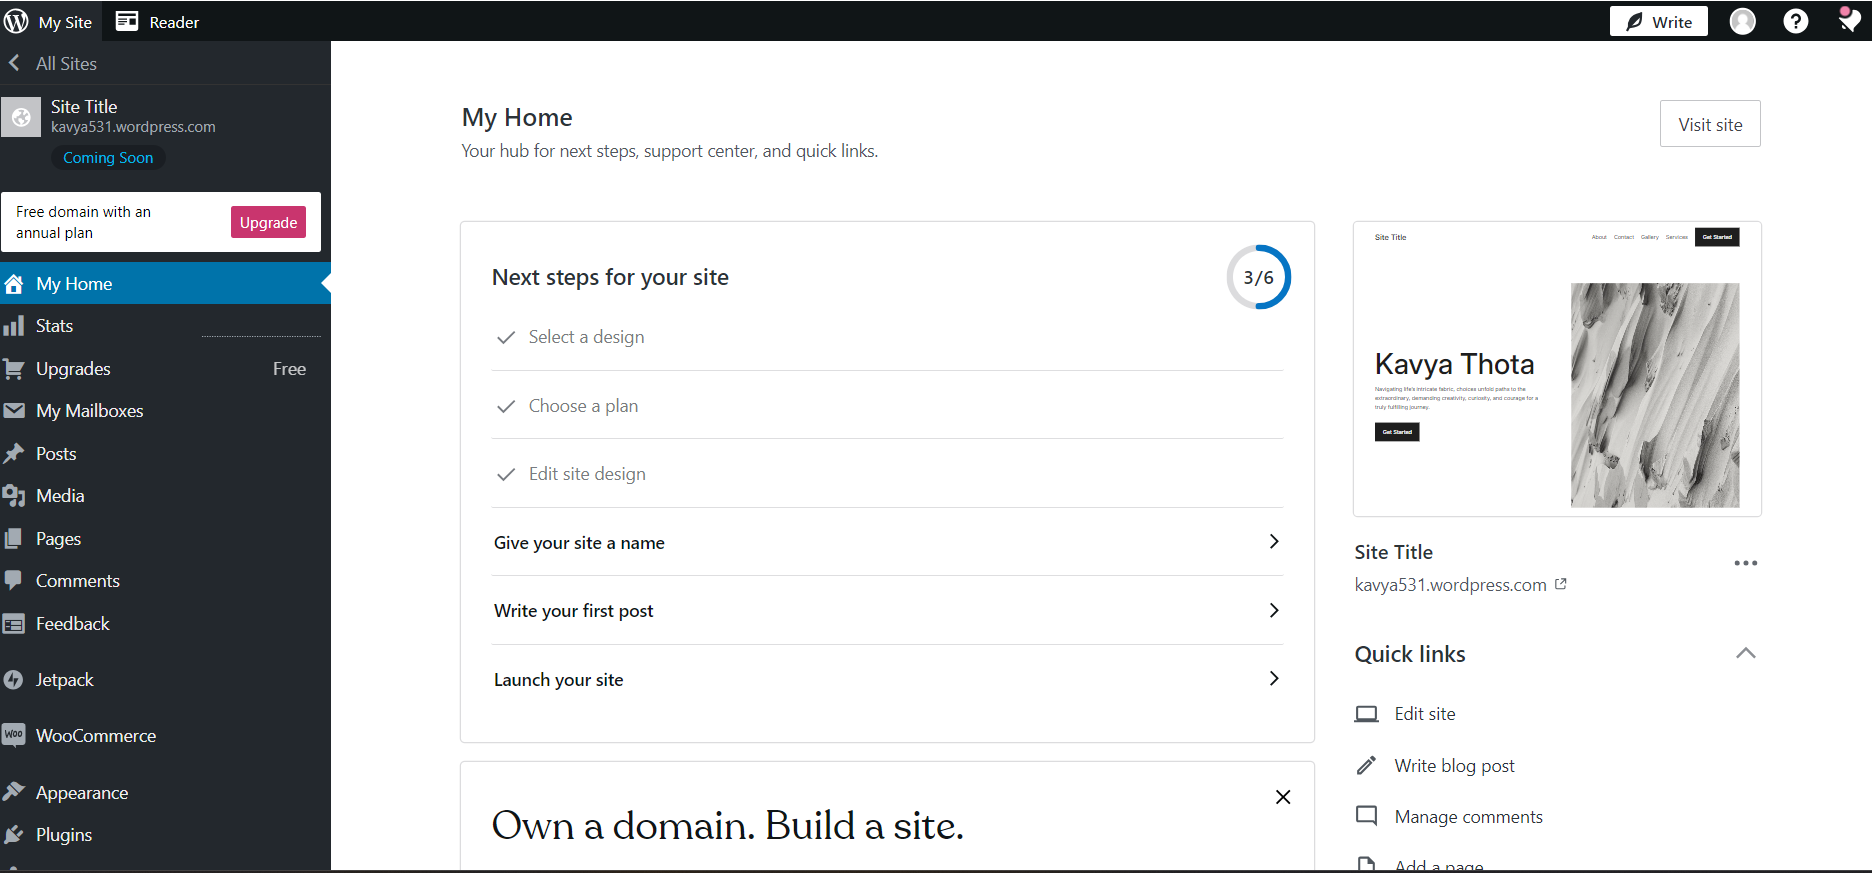 My Site
Reader
Write
All Sites
Site Title
kavya531.wordpress.com
Coming Soon
Free domain with an
annual plan
Upgrade
My Home
Stats
Upgrades
Free
My Mailboxes
Posts
Media
Pages
Comments
Feedback
Jetpack
Woo
WooCommerce
Appearance
Plugins
My Home
Your hub for next steps, support center, and quick links.
Visit site
Next steps for your site
3/6
Select a design
Choose a plan
Edit site design
Give your site a name
Write your first post
Launch your site
Own a domain. Build a site.
Site Title
About Contact Gallery Services Get Started
Kavya Thota
Navigating life's intricate fabric, choices unfold paths to the
extraordinary, demanding creativity, curiosity, and courage for a
truly fulfilling journey.
Get Started
Site Title
kavya531.wordpress.com
Quick links
Edit site
Write blog post
Manage comments
Add a page